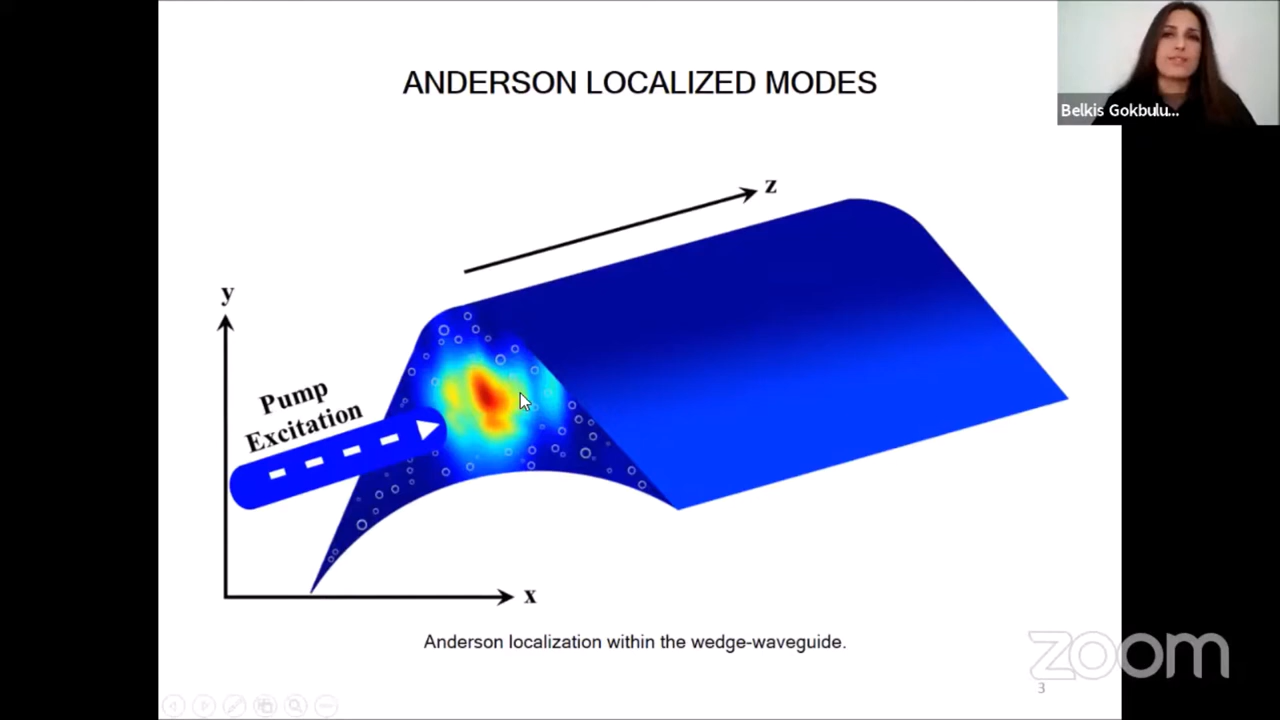 ANDERSON LOCALIZED MODES
Belkis Gokbulu...
z
y
Pump
Excitation
x
Anderson localization within the wedge-waveguide.
zoom
3